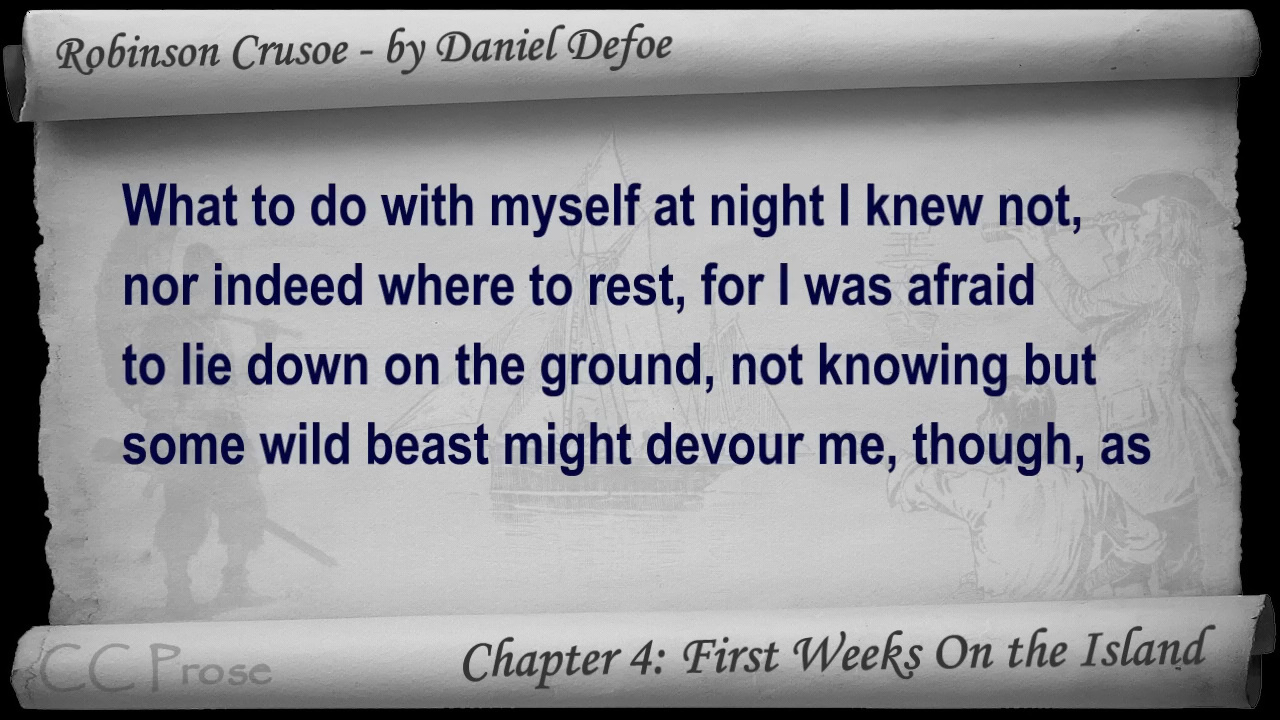 Robinson Crusoe - by Daniel Defoe
What to do with myself at night I knew not,
nor indeed where to rest, for I was afraid
to lie down on the ground, not knowing but
some wild beast might devour me, though, as
CC Prose
Chapter 4: First Weeks On the Island